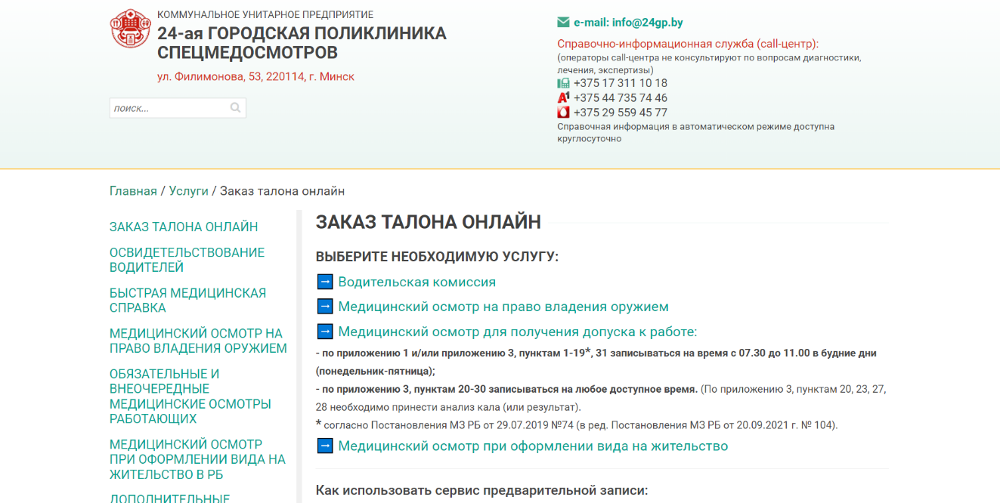 КОММУНАЛЬНОЕ УНИТАРНОЕ ПРЕДПРИЯТИЕ
24-ая ГОРОДСКАЯ ПОЛИКЛИНИКА
СПЕЦМЕДОСМОТРОВ
ул. Филимонова, 53, 220114, г. Минск
поиск...
e-mail: info@24gp.by
Справочно-информационная служба (call-центр):
(операторы call-центра не консультируют по вопросам диагностики,
лечения, экспертизы)
+375 17 311 10 18
A1 +375 44 735 74 46
+375 29 559 45 77
Справочная информация в автоматическом режиме доступна
круглосуточно
Главная / Услуги / Заказ талона онлайн
ЗАКАЗ ТАЛОНА ОНЛАЙН
ОСВИДЕТЕЛЬСТВОВАНИЕ
ВОДИТЕЛЕЙ
БЫСТРАЯ МЕДИЦИНСКАЯ
СПРАВКА
МЕДИЦИНСКИЙ ОСМОТР НА
ПРАВО ВЛАДЕНИЯ ОРУЖИЕМ
ОБЯЗАТЕЛЬНЫЕ И
ВНЕОЧЕРЕДНЫЕ
МЕДИЦИНСКИЕ ОСМОТРЫ
РАБОТАЮЩИХ
МЕДИЦИНСКИЙ ОСМОТР
ПРИ ОФОРМЛЕНИИ ВИДА НА
ЖИТЕЛЬСТВО В РБ
ДОПОЛНИТЕЛЬНЫЕ
ЗАКАЗ ТАЛОНА ОНЛАЙН
ВЫБЕРИТЕ НЕОБХОДИМУЮ УСЛУГУ:
Водительская комиссия
Медицинский осмотр на право владения оружием
Медицинский осмотр для получения допуска к работе:
- по приложению 1 и/или приложению 3, пунктам 1-19*, 31 записываться на время с 07.30 до 11.00 в будние дни
(понедельник-пятница);
- по приложению 3, пунктам 20-30 записываться на любое доступное время. (По приложению 3, пунктам 20, 23, 27,
28 необходимо принести анализ кала (или результат).
* согласно Постановления МЗ РБ от 29.07.2019 №74 (в ред. Постановления МЗ РБ от 20.09.2021 г. № 104).
Медицинский осмотр при оформлении вида на жительство
Как использовать сервис предварительной записи: